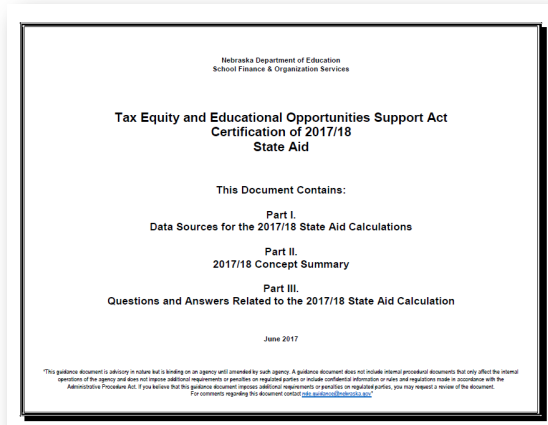 Nebraska Department of Education
School Finance & Organization Services
Tax Equity and Educational Opportunities Support Act
Certification of 2017/18
State Aid
This Document Contains:
Part I.
Data Sources for the 2017/18 State Aid Calculations
Part II.
2017/18 Concept Summary
Part III.
Questions and Answers Related to the 2017/18 State Aid Calculation
June 2017
"This guidance document is advisory in nature but is binding on an agency until amended by such agency. A guidance document does not include internal procedural documents that only affect the internal
operations of the agency and does not impose additional requirements or penalties on regulated parties or include confidential information or rules and regulations made in accordance with the
Administrative Procedure Act. If you believe that this guidance document imposes additional requirements or penalties on regulated parties, you may request a review of the document.
For comments regarding this document contact nde.guidance@nebraska.gov"